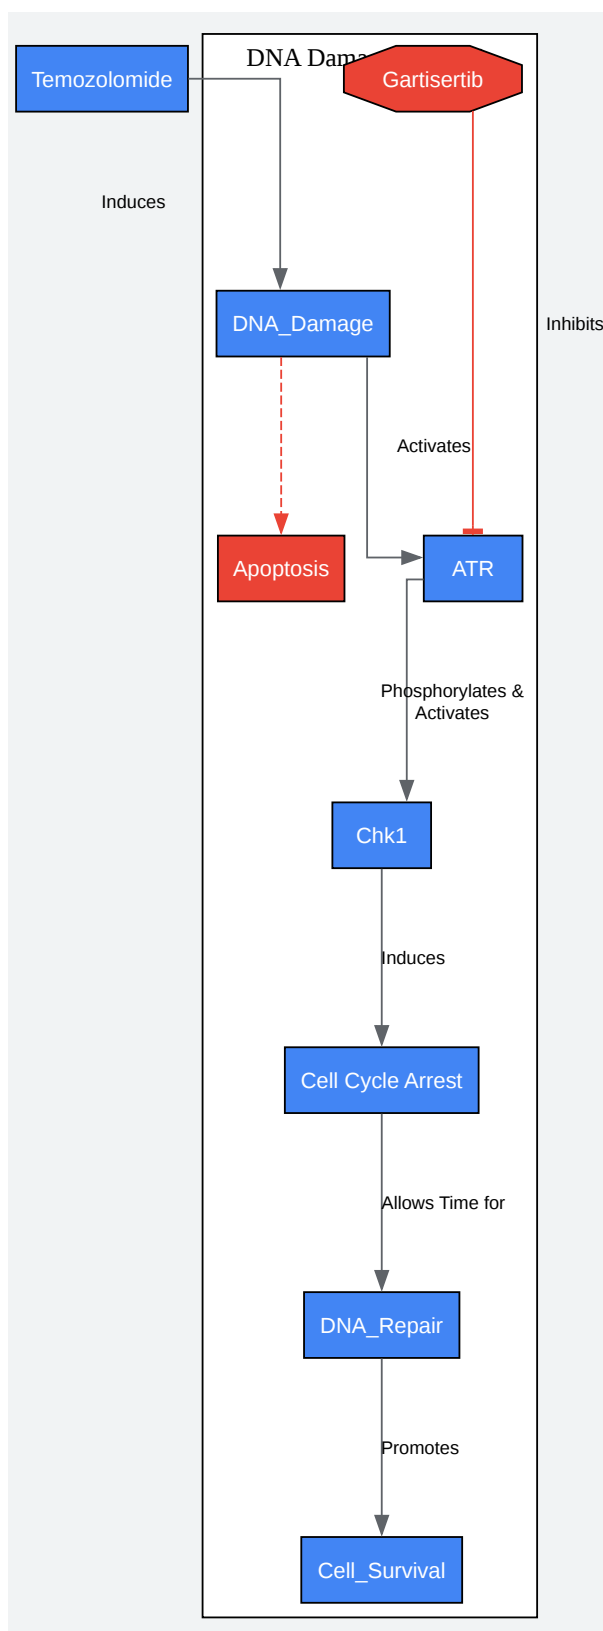 DNA
Temozolomide
Gartisertib
Induces
DNA_Damage
Inhibits
Activates
Apoptosis
ATR
Phosphorylates &
Activates
Chk1
Induces
Cell Cycle Arrest
Allows Time for
DNA_Repair
Promotes
Cell_Survival